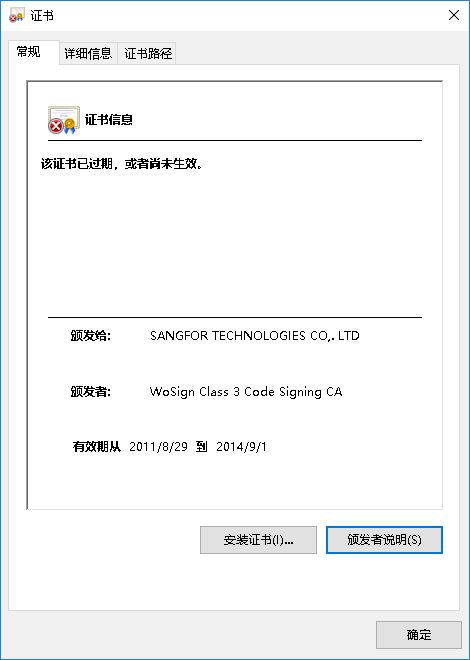 证书
常规 详细信息 证书路径
证书信息
该证书已过期，或者尚未生效。
颁发给: SANGFOR TECHNOLOGIES CO,. LTD
颁发者: WoSign Class 3 Code Signing CA
有效期从 2011/8/29 到 2014/9/1
安装证书(I)... 颁发者说明(S)
确定